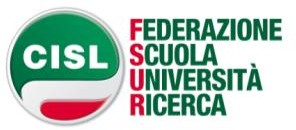 CISL
FEDERAZIONE
SCUOLA
UNIVERSITÀ
RICERCA